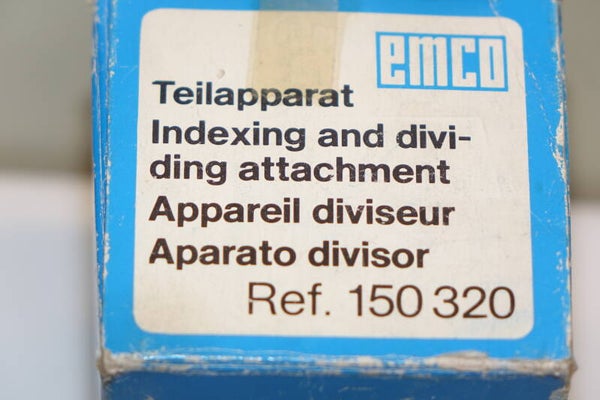 emco
Teilapparat
Indexing and divi-
ding attachment
Appareil diviseur
Aparato divisor
Ref. 150 320